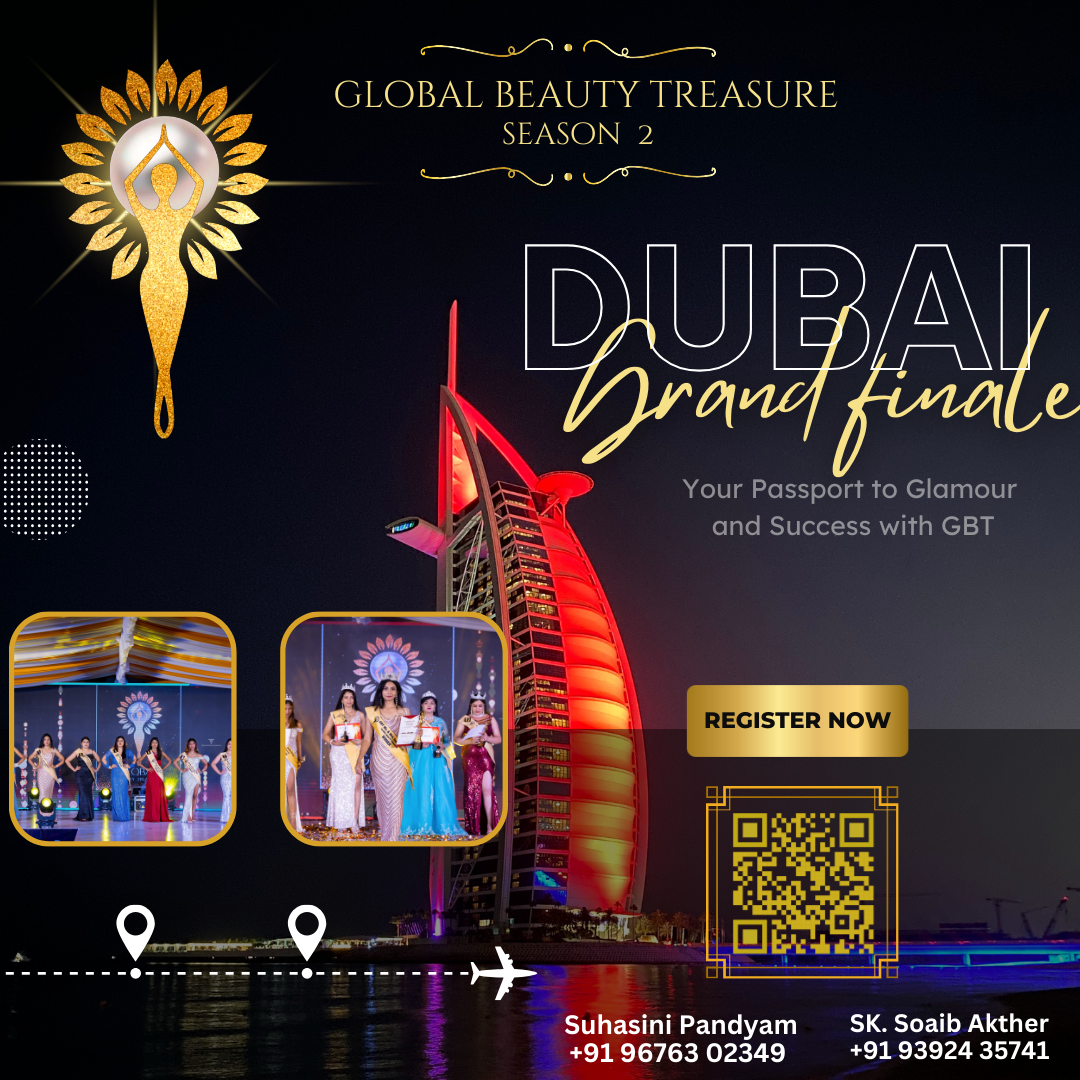 GLOBAL BEAUTY TREASURE
SEASON 2
DUBAI
Grand finale
Your Passport to Glamour
and Success with GBT
REGISTER NOW
Suhasini Pandyam
+91 96763 02349
SK. Soaib Akther
+91 93924 35741